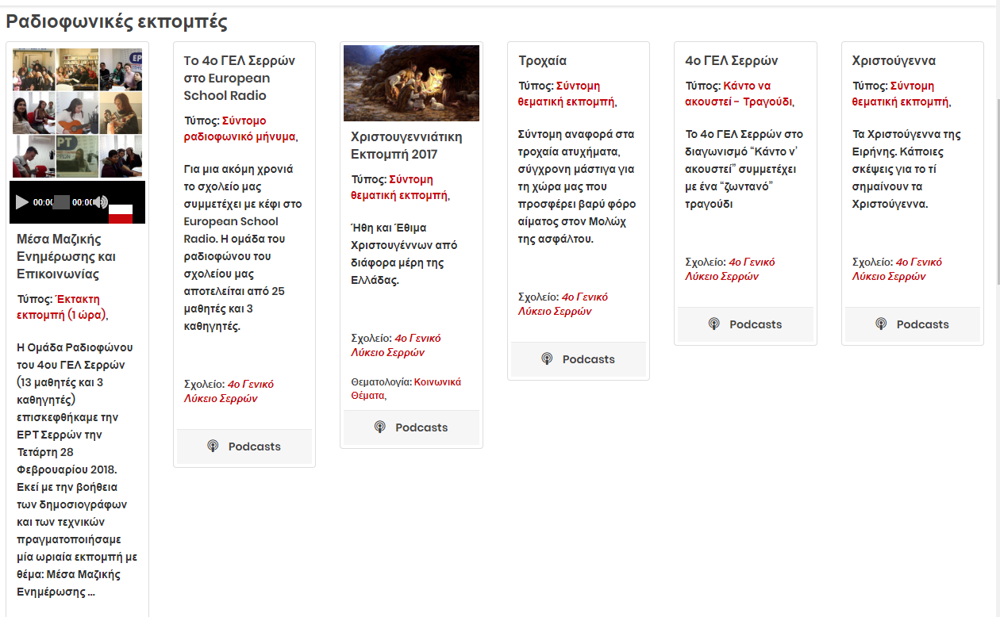 Ραδιοφωνικές εκπομπές
00:00
00:00
Μέσα Μαζικής
Ενημέρωσης και
Επικοινωνίας
Τύπος: Έκτακτη
εκπομπή (1 ώρα),
Η Ομάδα Ραδιοφώνου
του 4ου ΓΕΛ Σερρών
(13 μαθητές και 3
καθηγητές)
επισκεφθήκαμε την
ΕΡΤ Σερρών την
Τετάρτη 28
Φεβρουαρίου 2018.
Εκεί με την βοήθεια
των δημοσιογράφων
και των τεχνικών
πραγματοποιήσαμε
μία ωριαία εκπομπή με
θέμα: Μέσα Μαζικής
Ενημέρωσης ...
Το 4ο ΓΕΛ Σερρών
στο European
School Radio
Τύπος: Σύντομο
ραδιοφωνικό μήνυμα,
Για μια ακόμη χρονιά
το σχολείο μας
συμμετέχει με κέφι στο
European School
Radio. Η ομάδα του
ραδιοφώνου του
σχολείου μας
αποτελείται από 25
μαθητές και 3
καθηγητές.
Σχολείο: 4ο Γενικό
Λύκειο Σερρών
Podcasts
Χριστουγεννιάτικη
Εκπομπή 2017
Τύπος: Σύντομη
θεματική εκπομπή,
Ήθη και Έθιμα
Χριστουγέννων από
διάφορα μέρη της
Ελλάδας.
Σχολείο: 4ο Γενικό
Λύκειο Σερρών
Θεματολογία: Κοινωνικά
Θέματα,
Podcasts
Τροχαία
Τύπος: Σύντομη
θεματική εκπομπή,
Σύντομη αναφορά στα
τροχαία ατυχήματα,
σύγχρονη μάστιγα για
τη χώρα μας που
προσφέρει βαρύ φόρο
αίματος στον Μολώχ
της ασφάλτου.
Σχολείο: 4ο Γενικό
Λύκειο Σερρών
Podcasts
4ο ΓΕΛ Σερρών
Τύπος: Κάντο να
ακουστεί – Τραγούδι,
Το 4ο ΓΕΛ Σερρών στο
διαγωνισμό “Κάντο ν’
ακουστεί” συμμετέχει
με ένα “ζωντανό”
τραγούδι
Σχολείο: 4ο Γενικό
Λύκειο Σερρών
Podcasts
Χριστούγεννα
Τύπος: Σύντομη
θεματική εκπομπή,
Τα Χριστούγεννα της
Ειρήνης. Κάποιες
σκέψεις για το τί
σημαίνουν τα
Χριστούγεννα.
Σχολείο: 4ο Γενικό
Λύκειο Σερρών
Podcasts